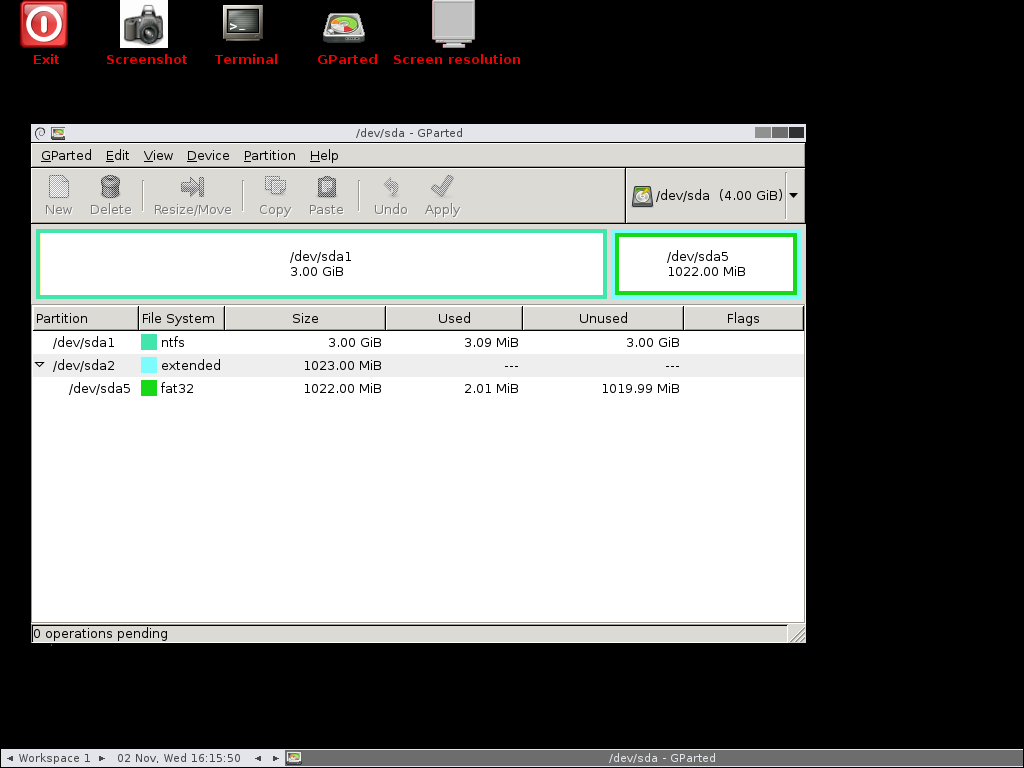 Exit Screenshot Terminal GParted Screen resolution
/dev/sda - GParted
GParted Edit View Device Partition Help
New Delete Resize/Move Copy Paste Undo Apply /dev/sda (4.00 GiB)
/dev/sda1 /dev/sda5
3.00 GiB 1022.00 MiB
Partition File System Size Used Unused Flags
/dev/sda1 ntfs 3.00 GiB 3.09 MiB 3.00 GiB
/dev/sda2 extended 1023.00 MiB --- ---
/dev/sda5 fat32 1022.00 MiB 2.01 MiB 1019.99 MiB
0 operations pending
Workspace 1 02 Nov, Wed 16:15:50 /dev/sda - GParted